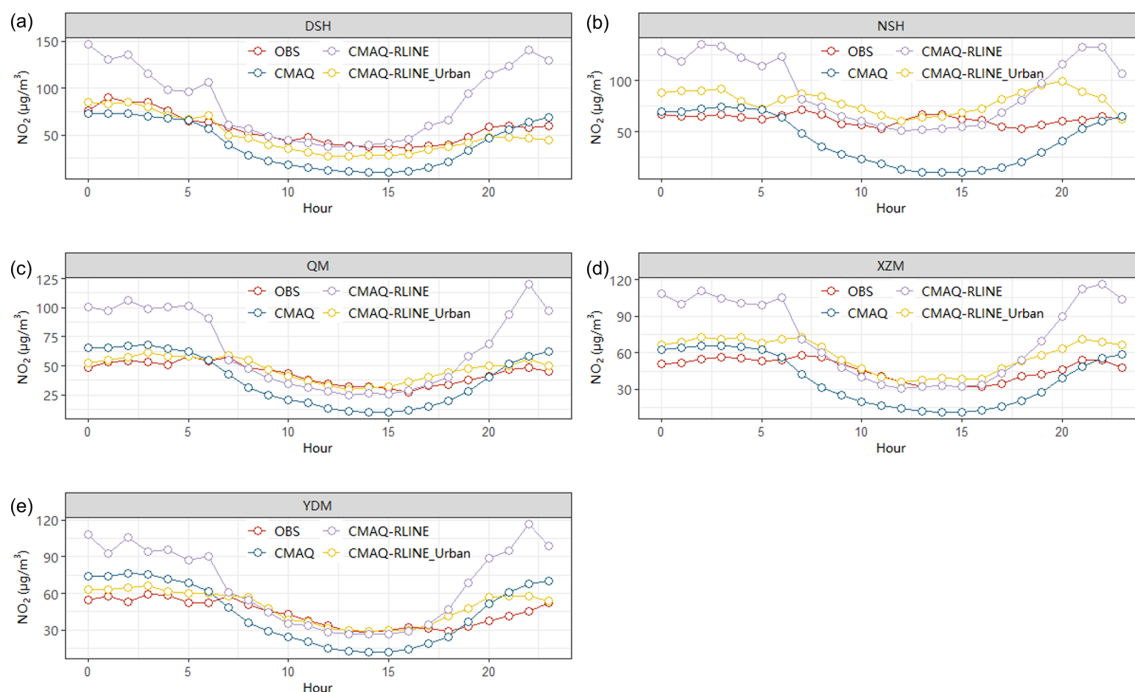 (a)
DSH
150
100
50
NO₂ (μg/m³)
OBS
CMAQ-RLINE
CMAQ
CMAQ-RLINE_Urban
0 5 10 15 20
Hour
(b)
NSH
100
50
NO₂ (μg/m³)
OBS
CMAQ-RLINE
CMAQ
CMAQ-RLINE_Urban
0 5 10 15 20
Hour
(c)
QM
125
100
75
50
25
NO₂ (μg/m³)
OBS
CMAQ-RLINE
CMAQ
CMAQ-RLINE_Urban
0 5 10 15 20
Hour
(d)
XZM
120
90
60
30
NO₂ (μg/m³)
OBS
CMAQ-RLINE
CMAQ
CMAQ-RLINE_Urban
0 5 10 15 20
Hour
(e)
YDM
120
90
60
30
NO₂ (μg/m³)
OBS
CMAQ-RLINE
CMAQ
CMAQ-RLINE_Urban
0 5 10 15 20
Hour